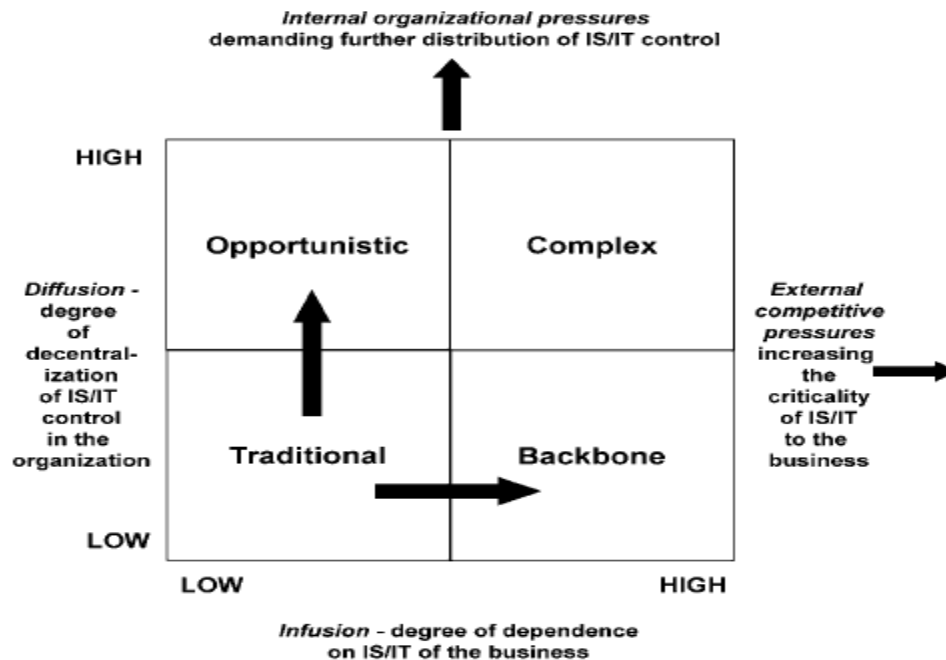 Internal organizational pressures
demanding further distribution of IS/IT control
HIGH
Opportunistic
Complex
Diffusion -
degree
of
decentral-
ization
of IS/IT
control
in the
organization
External
competitive
pressures
increasing
the
criticality
of IS/IT
to the
business
Traditional
Backbone
LOW
LOW
HIGH
Infusion - degree of dependence
on IS/IT of the business